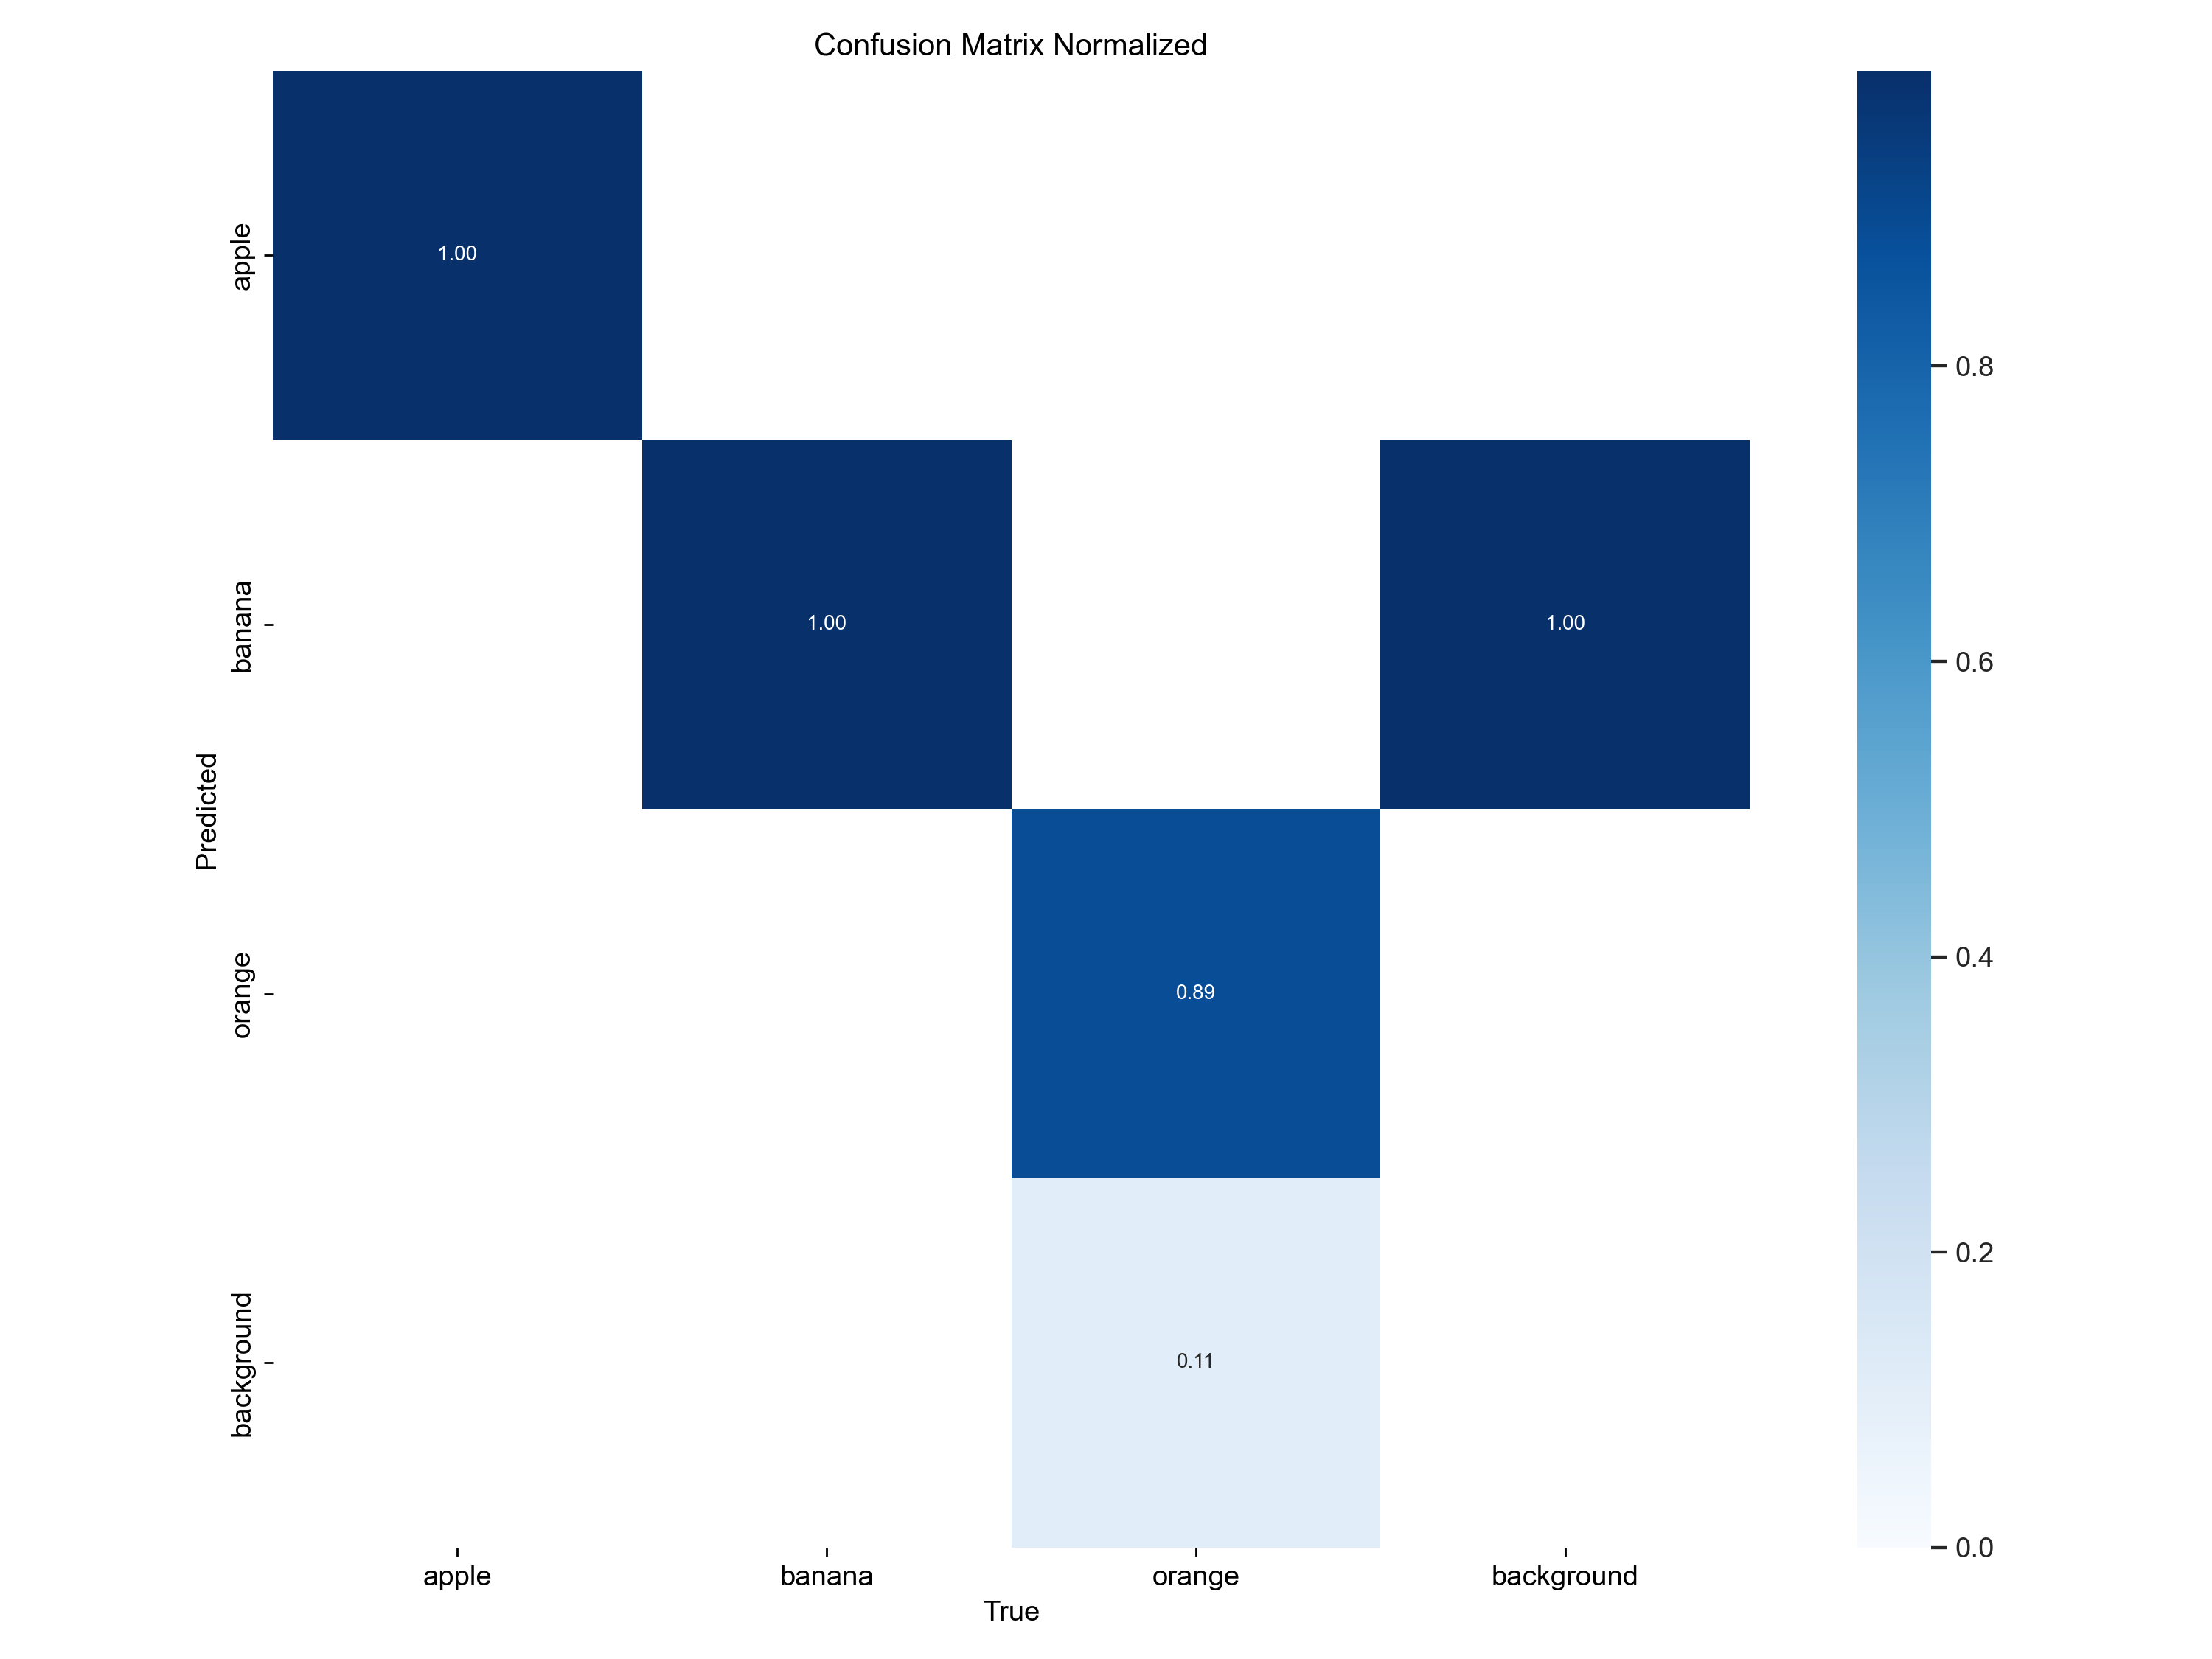 Confusion Matrix Normalized
apple
1.00
banana
1.00
1.00
orange
0.89
background
0.11
Predicted
apple
banana
orange
background
True
0.8
0.6
0.4
0.2
0.0